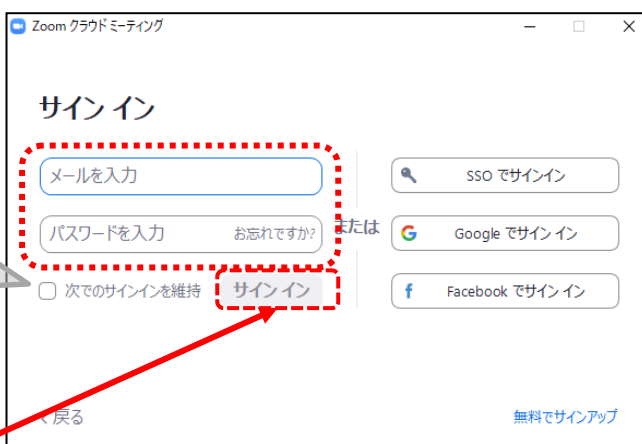 Zoom クラウド ミーティング
サイン イン
メールを入力
パスワードを入力 お忘れですか?
次でのサインインを維持 サイン イン
または
SSO でサインイン
Google でサイン イン
Facebook でサイン イン
< 戻る
無料でサインアップ